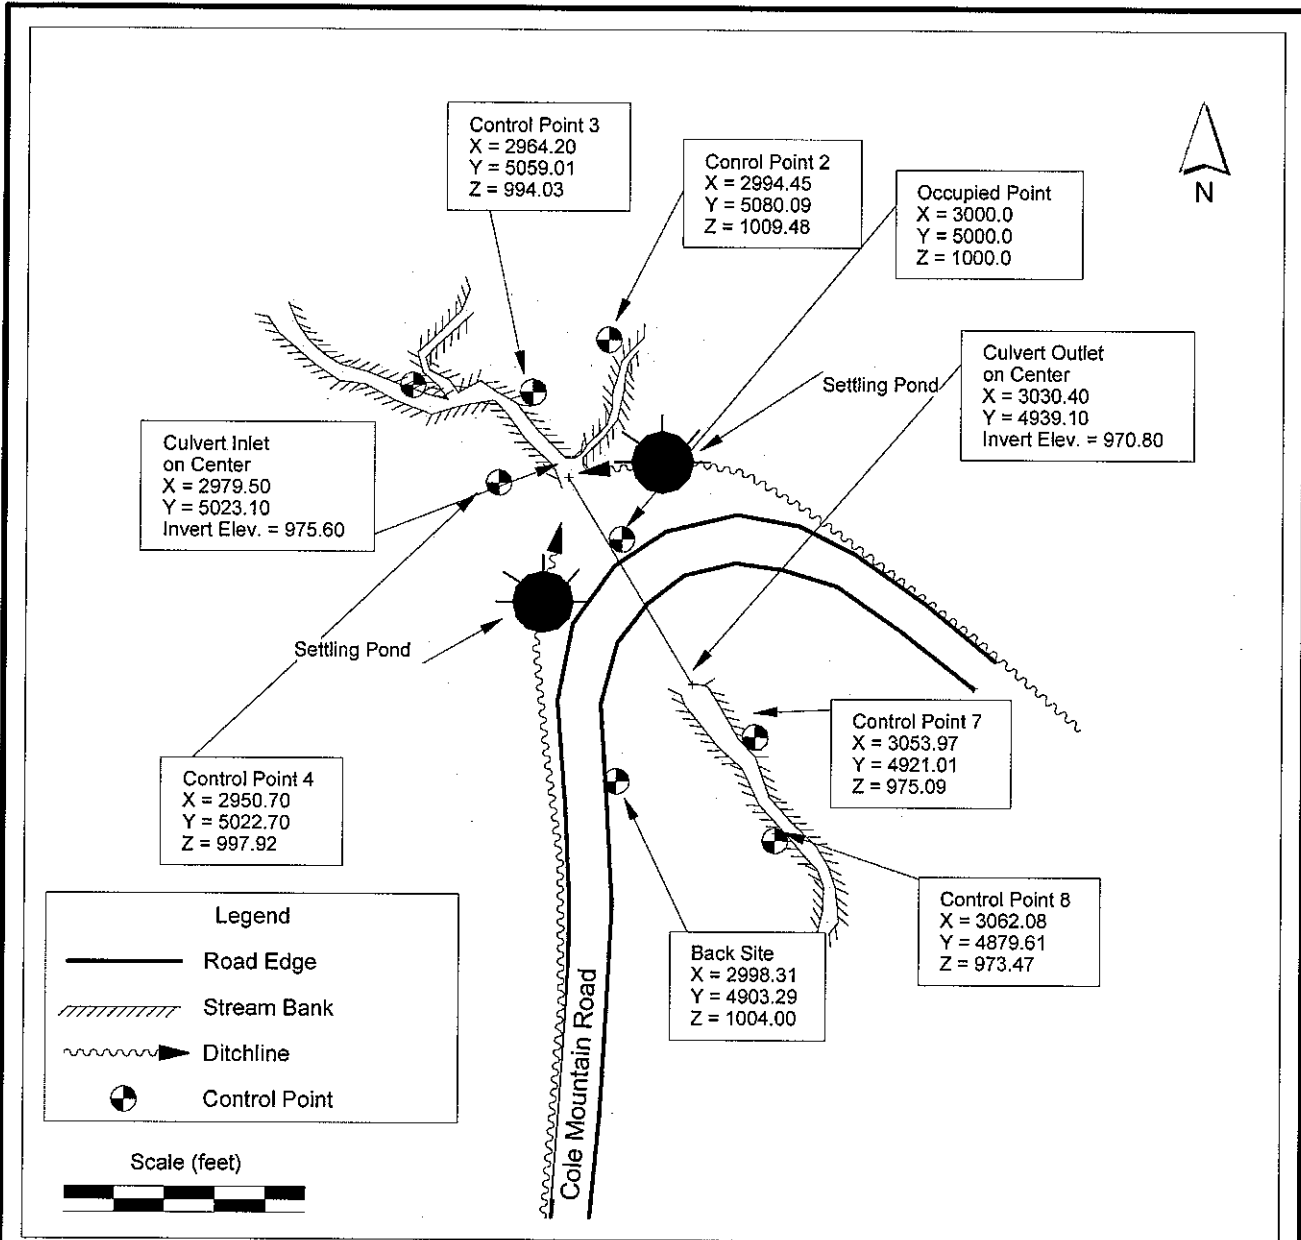 Control Point 3
X = 2964.20
Y = 5059.01
Z = 994.03
Conrol Point 2
X = 2994.45
Y = 5080.09
Z = 1009.48
Occupied Point
X = 3000.0
Y = 5000.0
Z = 1000.0
N
Culvert Outlet
on Center
X = 3030.40
Y = 4939.10
Invert Elev. = 970.80
Settling Pond
Culvert Inlet
on Center
X = 2979.50
Y = 5023.10
Invert Elev. = 975.60
Settling Pond
Control Point 7
X = 3053.97
Y = 4921.01
Z = 975.09
Control Point 4
X = 2950.70
Y = 5022.70
Z = 997.92
Control Point 8
X = 3062.08
Y = 4879.61
Z = 973.47
Back Site
X = 2998.31
Y = 4903.29
Z = 1004.00
Cole Mountain Road
Legend
Road Edge
Stream Bank
Ditchline
Control Point
Scale (feet)